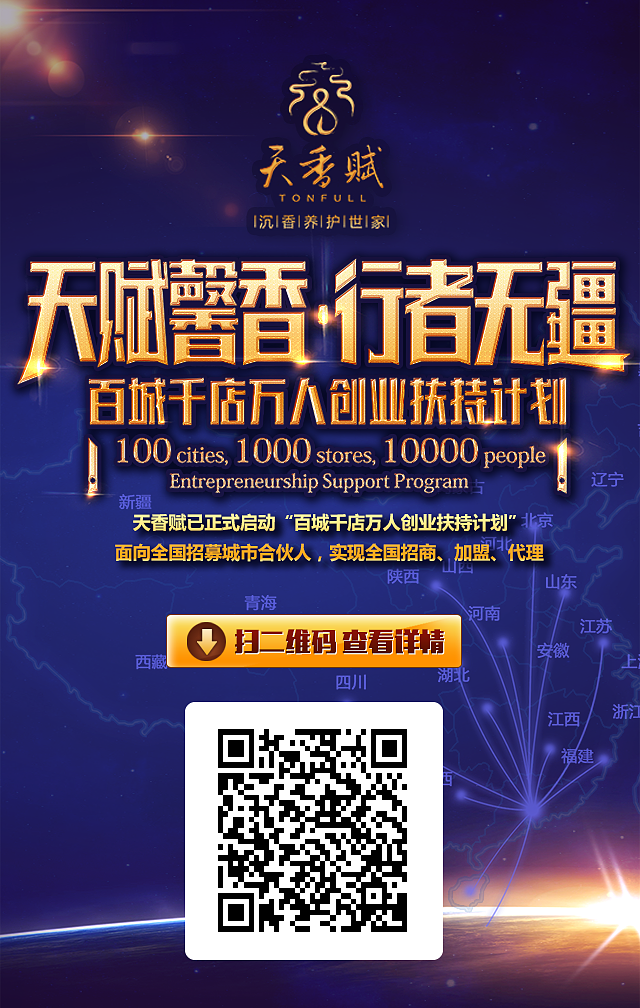 天香赋
TONFULL
沉香养护世家
天赋馨香·行者无疆
百城千店万人创业扶持计划
100 cities, 1000 stores, 10000 people
Entrepreneurship Support Program
辽宁
新疆
天香赋已正式启动“百城千店万人创业扶持计划”
北京
河北
面向全国招募城市合伙人，实现全国招商、加盟、代理
山西
陕西
山东
青海
河南
江苏
扫二维码 查看详情
安徽
西藏
上
湖北
四川
浙江
江西
福建
西